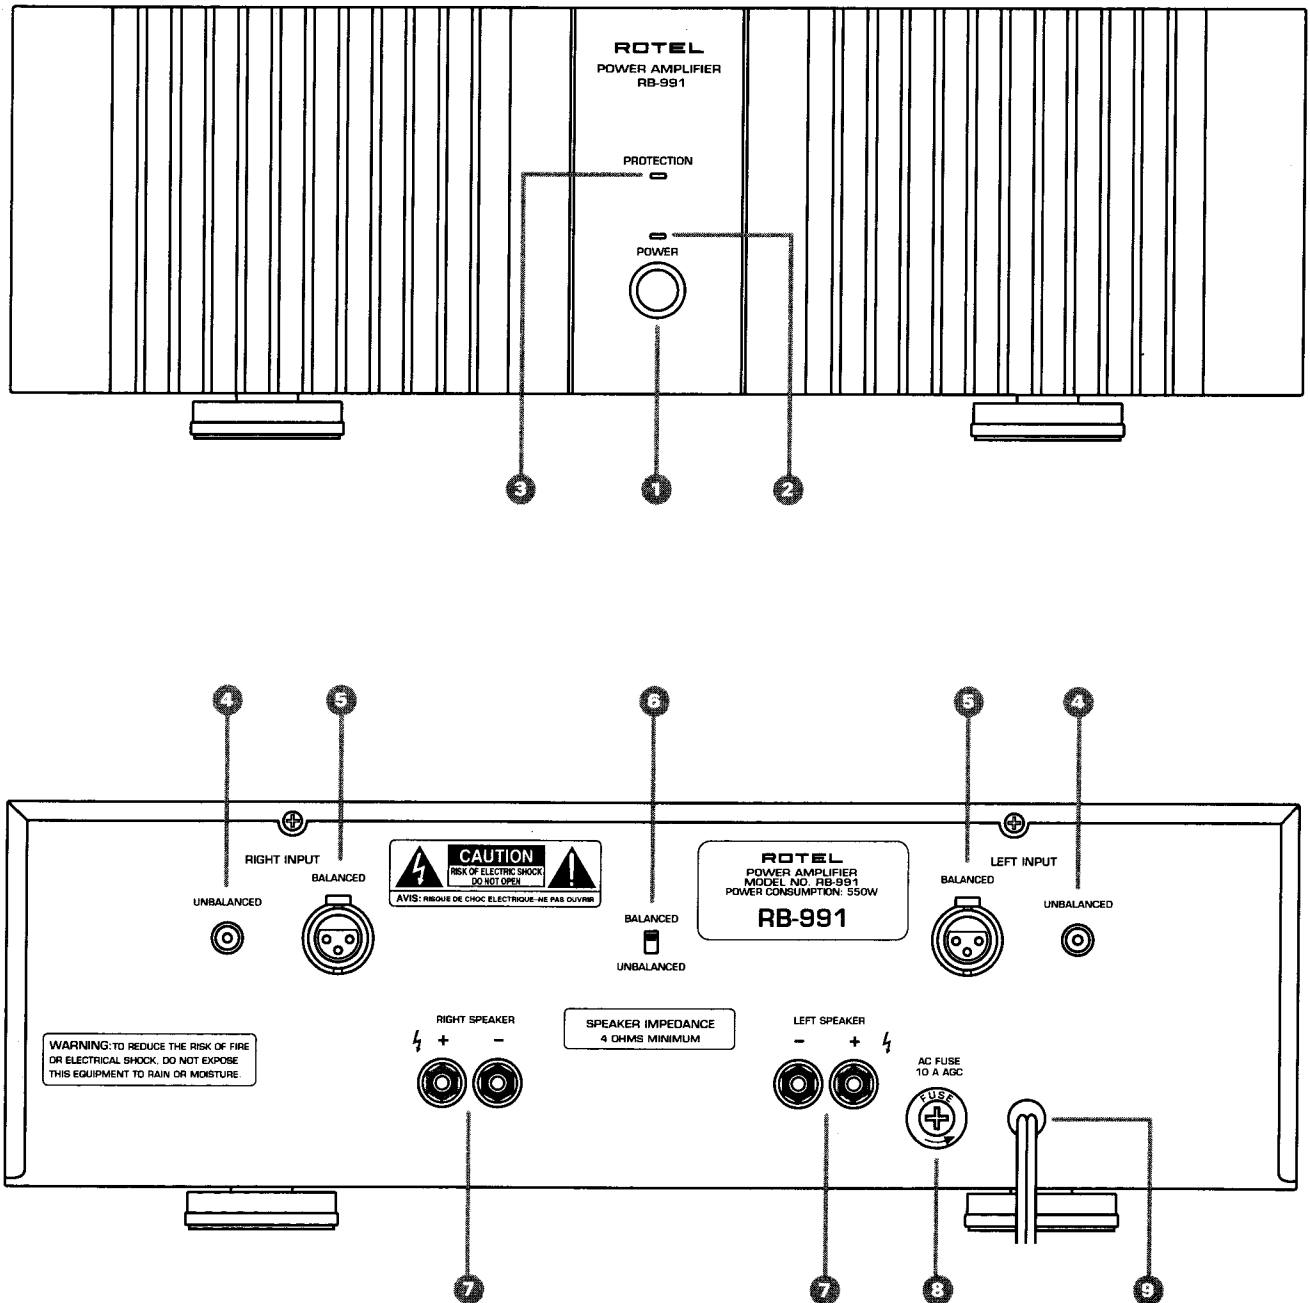 ROTEL
POWER AMPLIFIER
RB-991
PROTECTION
POWER
3
1
2
4
5
6
5
4
RIGHT INPUT
BALANCED
UNBALANCED
CAUTION
RISK OF ELECTRIC SHOCK
DO NOT OPEN
AVIS: RISQUE DE CHOC ELECTRIQUE-NE PAS OUVRIR
BALANCED
UNBALANCED
ROTEL
POWER AMPLIFIER
MODEL NO. RB-991
POWER CONSUMPTION: 550W
RB-991
LEFT INPUT
BALANCED
UNBALANCED
WARNING: TO REDUCE THE RISK OF FIRE
OR ELECTRICAL SHOCK, DO NOT EXPOSE
THIS EQUIPMENT TO RAIN OR MOISTURE.
RIGHT SPEAKER
+ −
SPEAKER IMPEDANCE
4 OHMS MINIMUM
LEFT SPEAKER
− +
AC FUSE
10 A AGC
FUSE
7
7
8
9